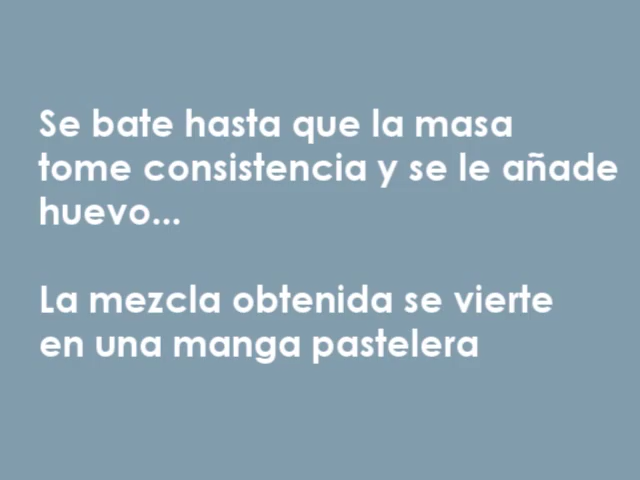 Se bate hasta que la masa
tome consistencia y se le añade
huevo...
La mezcla obtenida se vierte
en una manga pastelera